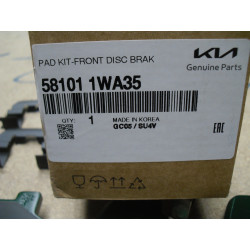 PAD KIT-FRONT DISC BRAK
KIA
Genuine Parts
58101 1WA35
QTY:
1
MADE IN KOREA
GC05 / SU4V
EAC